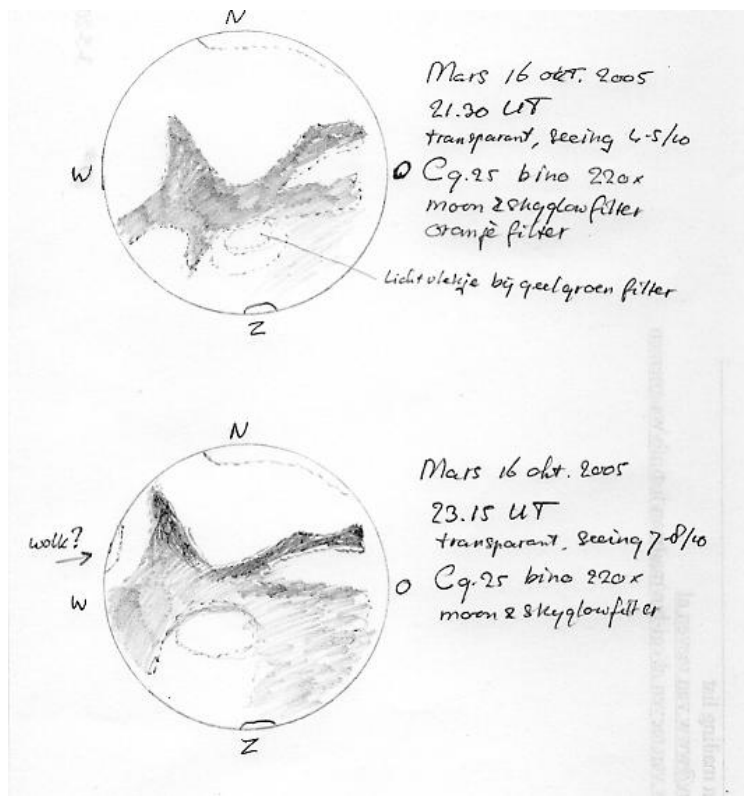 N
Mars 16 okt. 2005
21.30 UT
transparant, seeing 4-5/10
W
O
C9.25 bino 220x
moon & skyglow filter
oranje filter
Lichtvlekje bij geelgroen filter
Z
N
Mars 16 okt. 2005
23.15 UT
transparant, seeing 7-8/10
wolk?
W
O
C9.25 bino 220x
moon & skyglowfilter
Z